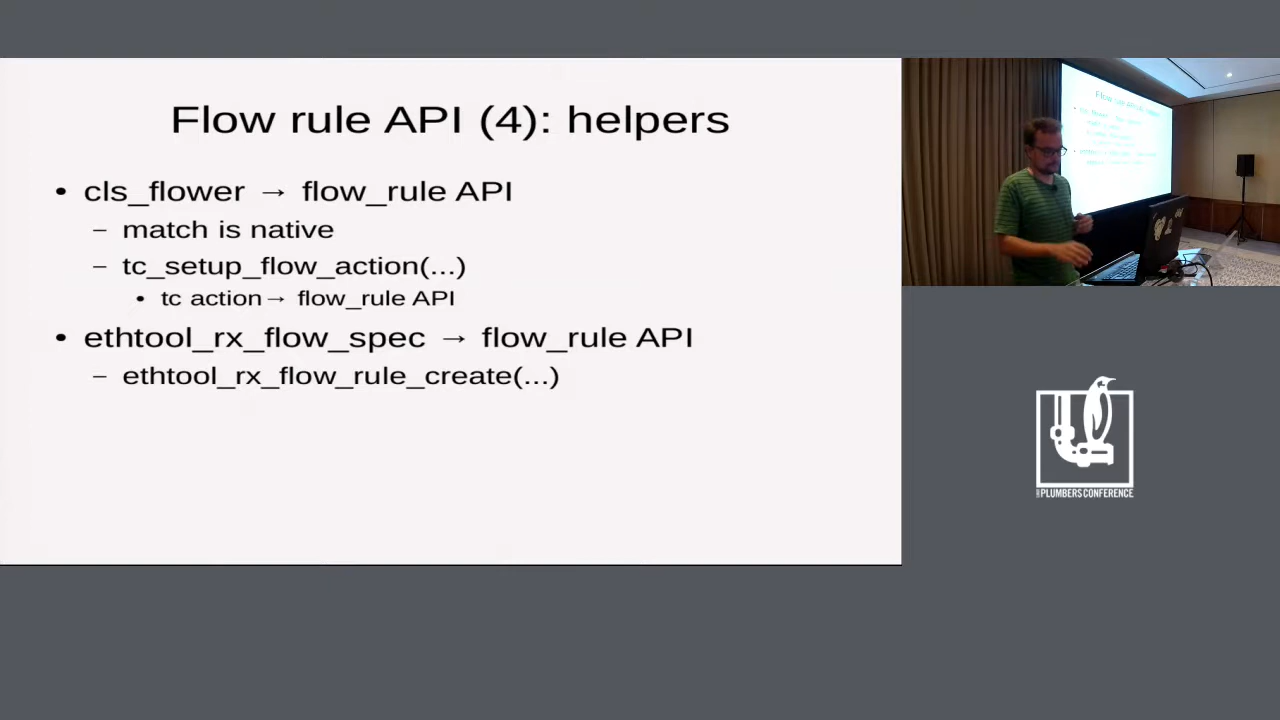 Flow rule API (4): helpers
• cls_flower → flow_rule API
– match is native
– tc_setup_flow_action(...)
• tc action→ flow_rule API
• ethtool_rx_flow_spec → flow_rule API
– ethtool_rx_flow_rule_create(...)
PLUMBERS CONFERENCE